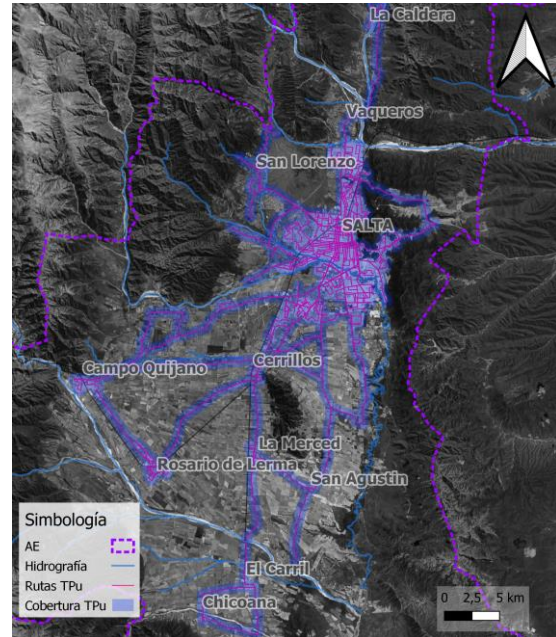 La Caldera
Vaqueros
San Lorenzo
SALTA
Campo Quijano
Cerrillos
La Merced
Rosario de Lerma
San Agustin
El Carril
Chicoana
Simbología
AE
Hidrografía
Rutas TPu
Cobertura TPu
0 2,5 5 km